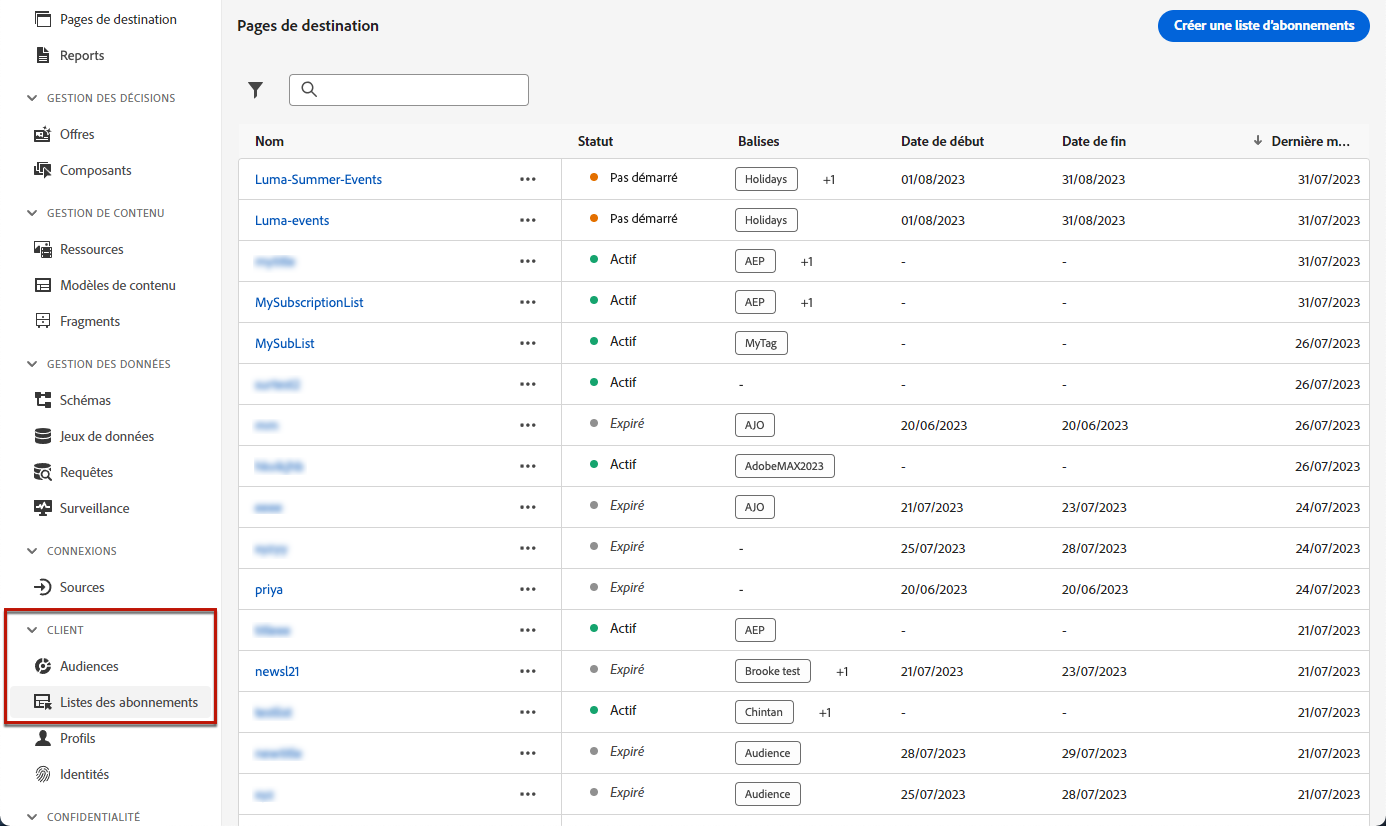 Pages de destination
Reports
GESTION DES DÉCISIONS
Offres
Composants
GESTION DE CONTENU
Ressources
Modèles de contenu
Fragments
GESTION DES DONNÉES
Schémas
Jeux de données
Requêtes
Surveillance
CONNEXIONS
Sources
CLIENT
Audiences
Listes des abonnements
Profils
Identités
CONFIDENTIALITÉ
Pages de destination
Créer une liste d'abonnements
Nom Statut Balises Date de début Date de fin Dernière m...
Luma-Summer-Events ••• Pas démarré Holidays +1 01/08/2023 31/08/2023 31/07/2023
Luma-events ••• Pas démarré Holidays 01/08/2023 31/08/2023 31/07/2023
••• Actif AEP +1 - - 31/07/2023
MySubscriptionList ••• Actif AEP +1 - - 31/07/2023
MySubList ••• Actif MyTag - - 26/07/2023
••• Actif - - - 26/07/2023
••• Expiré AJO 20/06/2023 20/06/2023 26/07/2023
••• Actif AdobeMAX2023 - - 26/07/2023
••• Expiré AJO 21/07/2023 23/07/2023 24/07/2023
••• Expiré - 25/07/2023 28/07/2023 24/07/2023
priya ••• Expiré - 20/06/2023 20/06/2023 24/07/2023
••• Actif AEP - - 21/07/2023
newsl21 ••• Expiré Brooke test +1 21/07/2023 23/07/2023 21/07/2023
••• Actif Chintan +1 - - 21/07/2023
••• Expiré Audience 28/07/2023 29/07/2023 21/07/2023
••• Expiré Audience 25/07/2023 28/07/2023 21/07/2023